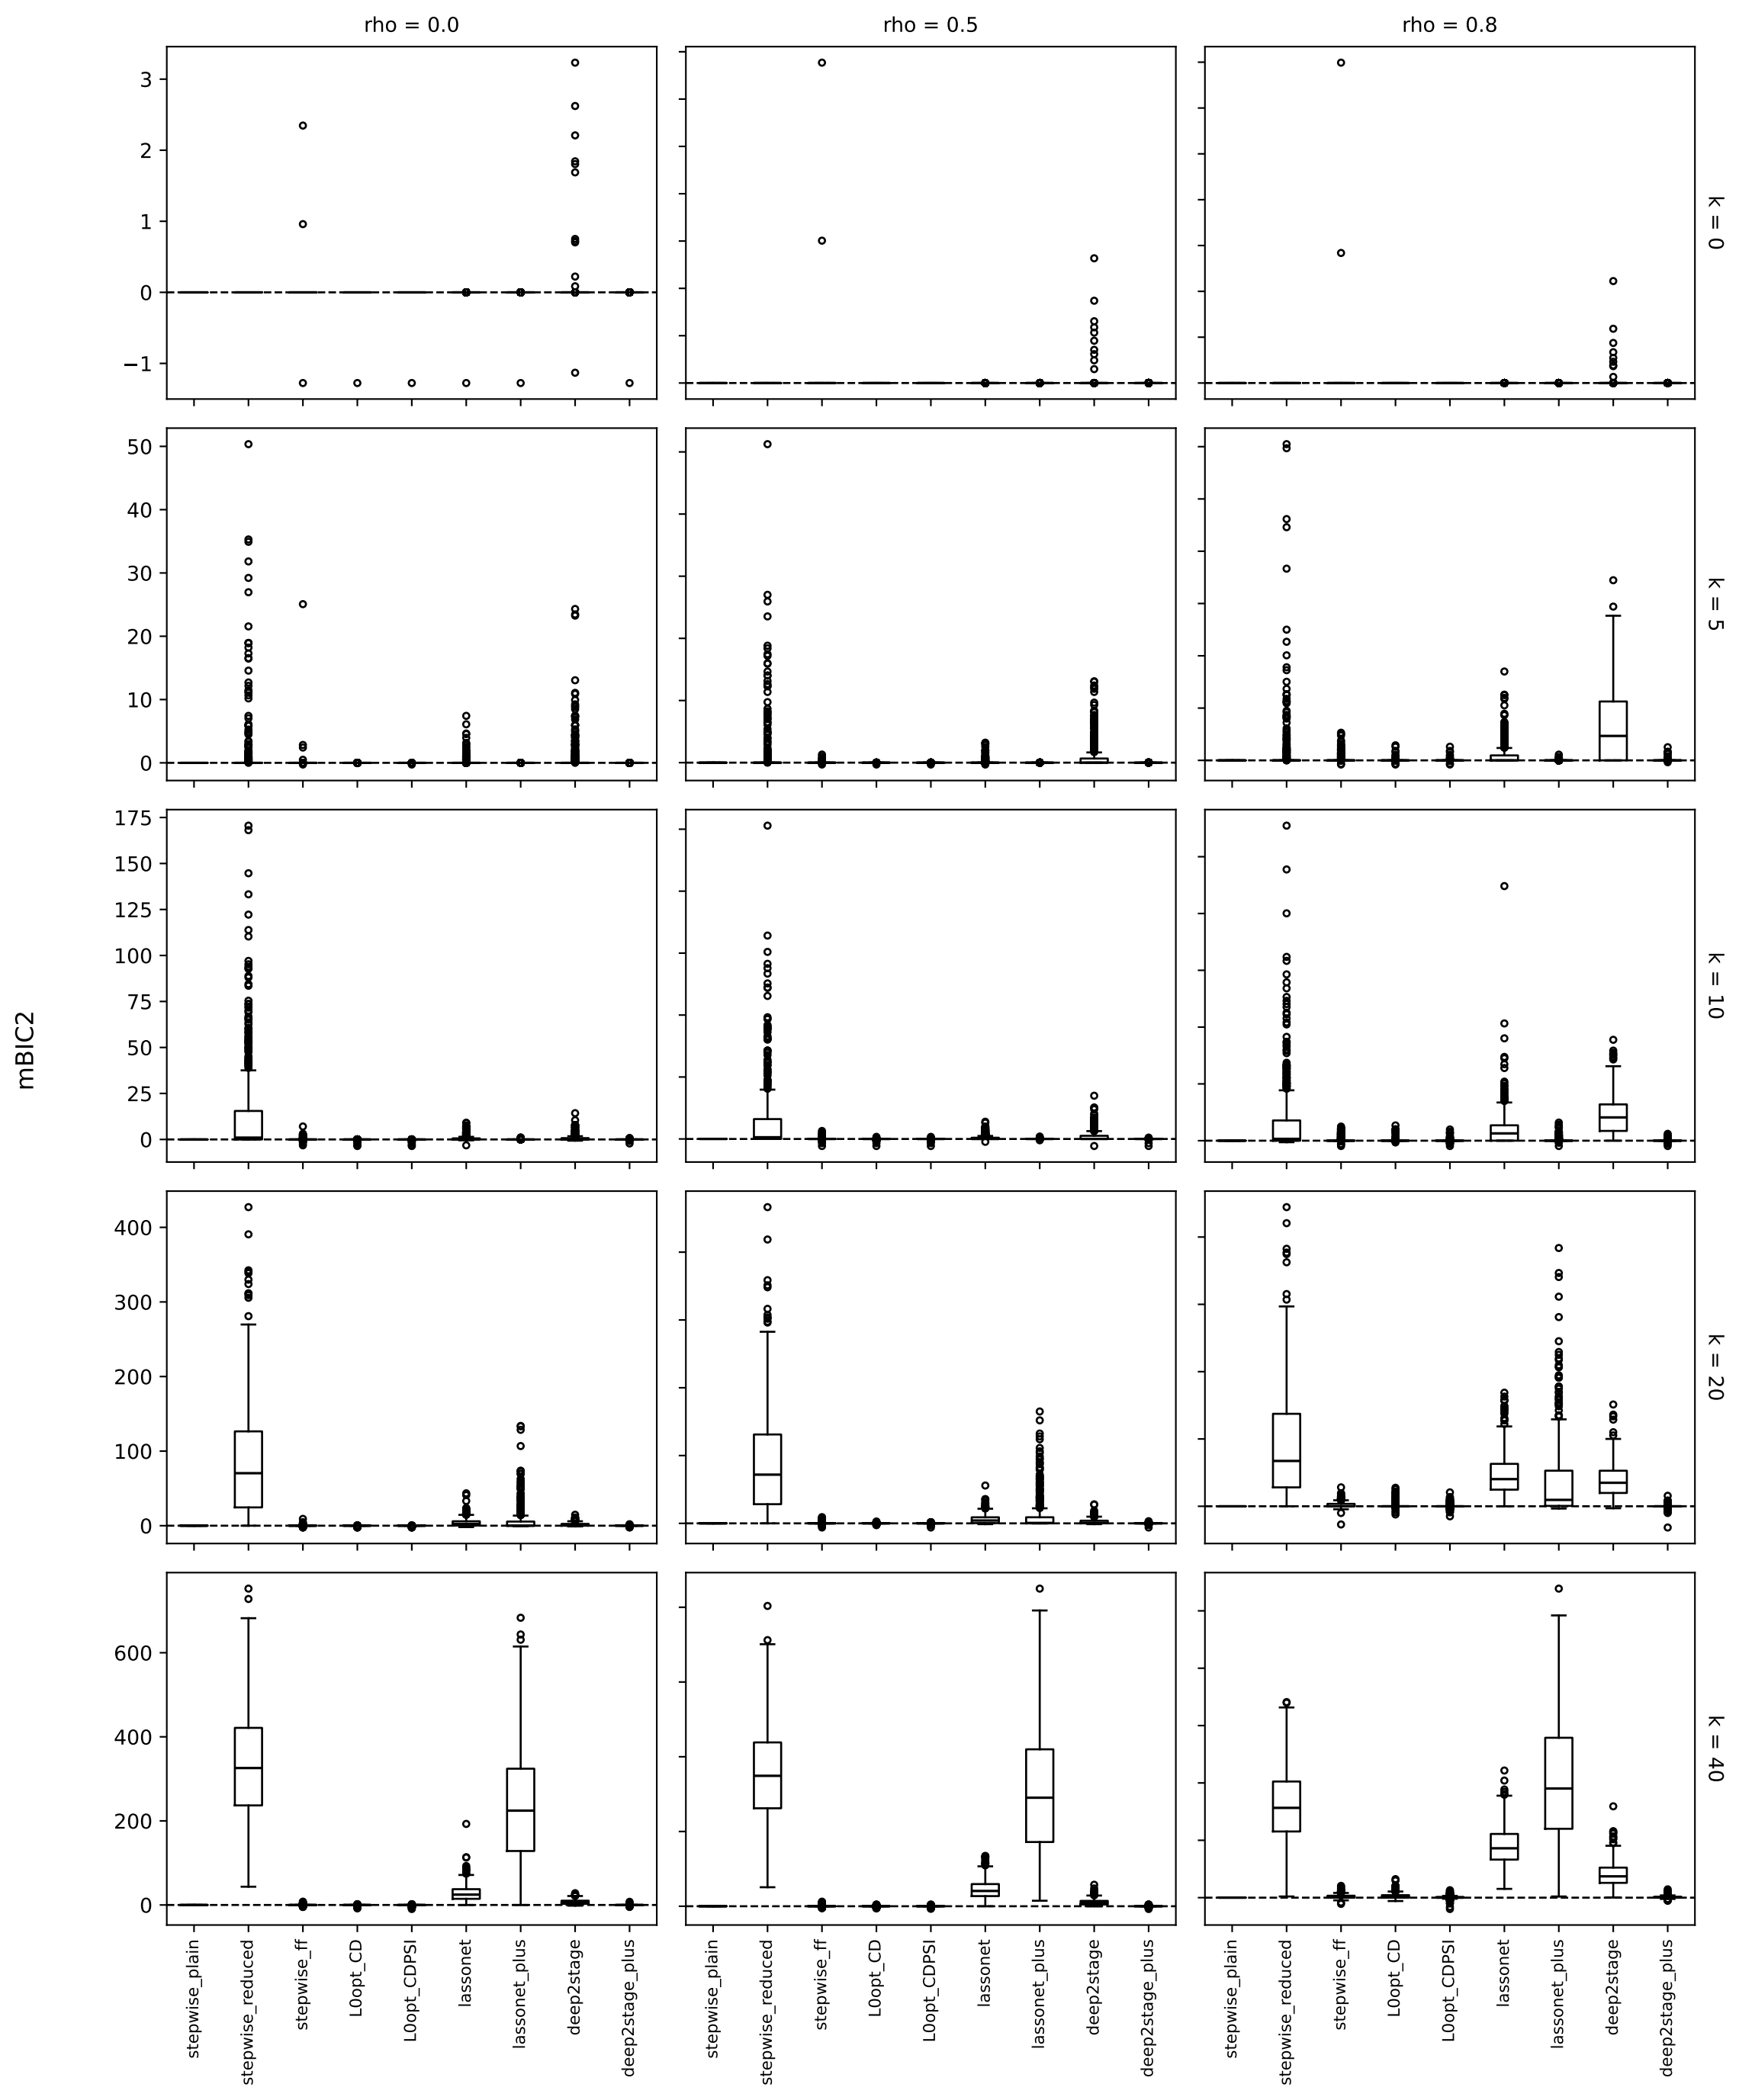 rho = 0.0
rho = 0.5
rho = 0.8
3
2
1
0
−1
k = 0
50
40
30
20
10
0
k = 5
175
150
125
100
75
50
25
0
k = 10
mBIC2
400
300
200
100
0
k = 20
600
400
200
0
k = 40
stepwise_plain
stepwise_reduced
stepwise_ff
L0opt_CD
L0opt_CDPSI
lassonet
lassonet_plus
deep2stage
deep2stage_plus
stepwise_plain
stepwise_reduced
stepwise_ff
L0opt_CD
L0opt_CDPSI
lassonet
lassonet_plus
deep2stage
deep2stage_plus
stepwise_plain
stepwise_reduced
stepwise_ff
L0opt_CD
L0opt_CDPSI
lassonet
lassonet_plus
deep2stage
deep2stage_plus